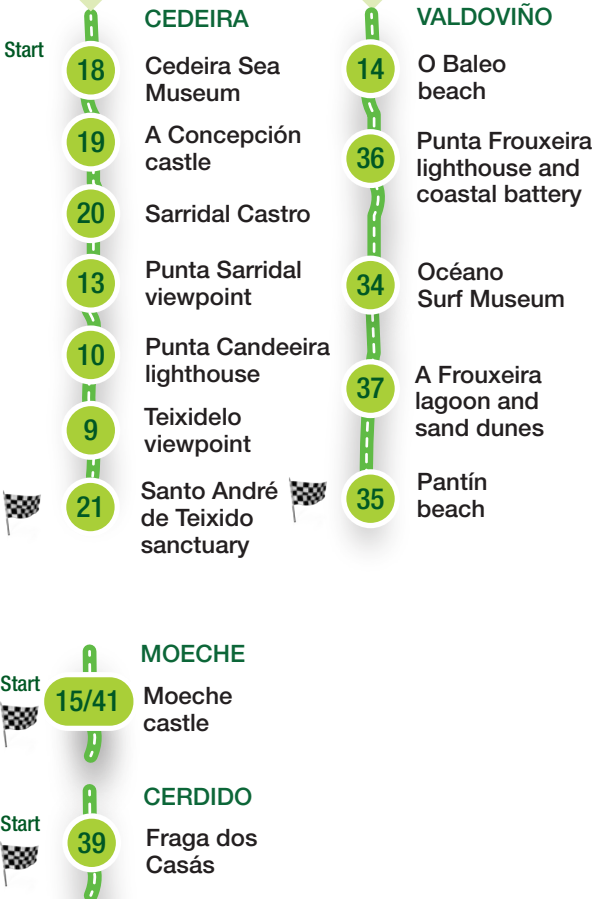 CEDEIRA
Start
18
Cedeira Sea
Museum
19
A Concepción
castle
20
Sarridal Castro
13
Punta Sarridal
viewpoint
10
Punta Candeeira
lighthouse
9
Teixidelo
viewpoint
21
Santo André
de Teixido
sanctuary
VALDOVIÑO
14
O Baleo
beach
36
Punta Frouxeira
lighthouse and
coastal battery
34
Océano
Surf Museum
37
A Frouxeira
lagoon and
sand dunes
35
Pantín
beach
MOECHE
Start
15/41
Moeche
castle
CERDIDO
Start
39
Fraga dos
Casás